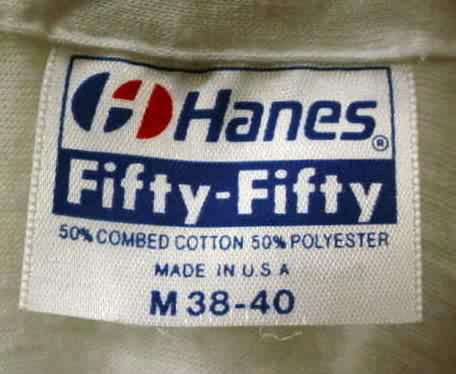 Hanes®
Fifty-Fifty
50% COMBED COTTON 50% POLYESTER
MADE IN U.S A
M 38-40